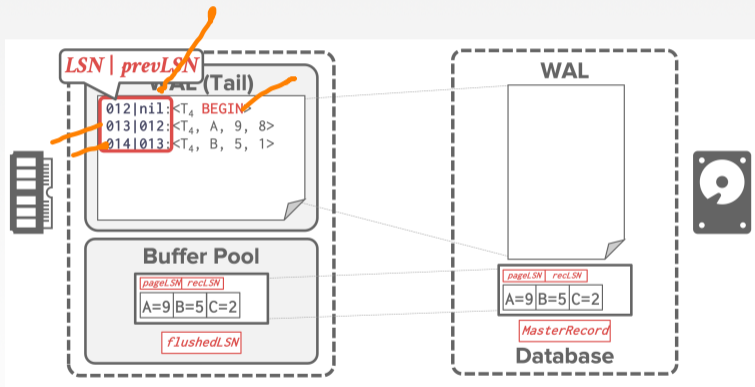 LSN | prevLSN
WAL (Tail)
012|nil:<T4 BEGIN>
013|012:<T4, A, 9, 8>
014|013:<T4, B, 5, 1>
Buffer Pool
pageLSN recLSN
A=9 B=5 C=2
flushedLSN
WAL
pageLSN recLSN
A=9 B=5 C=2
MasterRecord
Database